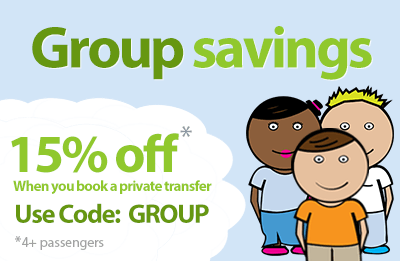 Group savings
15% off*
When you book a private transfer
Use Code: GROUP
*4+ passengers